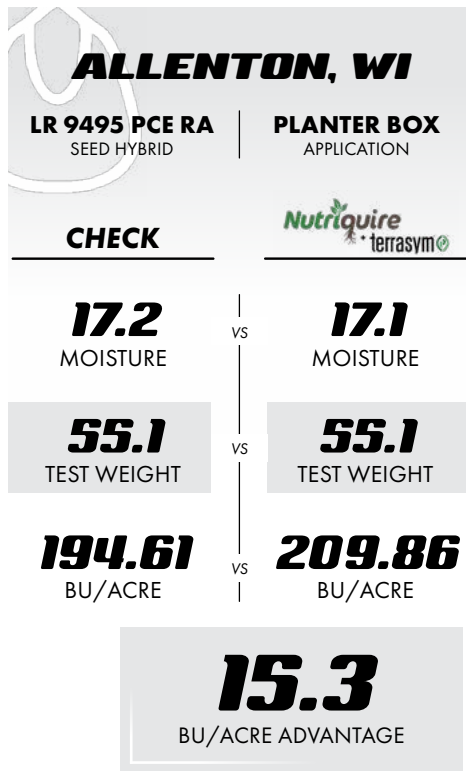 ALLENTON, WI
LR 9495 PCE RA
SEED HYBRID
PLANTER BOX
APPLICATION
CHECK
Nutriquire
+ terrasym
17.2
MOISTURE
VS
17.1
MOISTURE
55.1
TEST WEIGHT
VS
55.1
TEST WEIGHT
194.61
BU/ACRE
VS
209.86
BU/ACRE
15.3
BU/ACRE ADVANTAGE